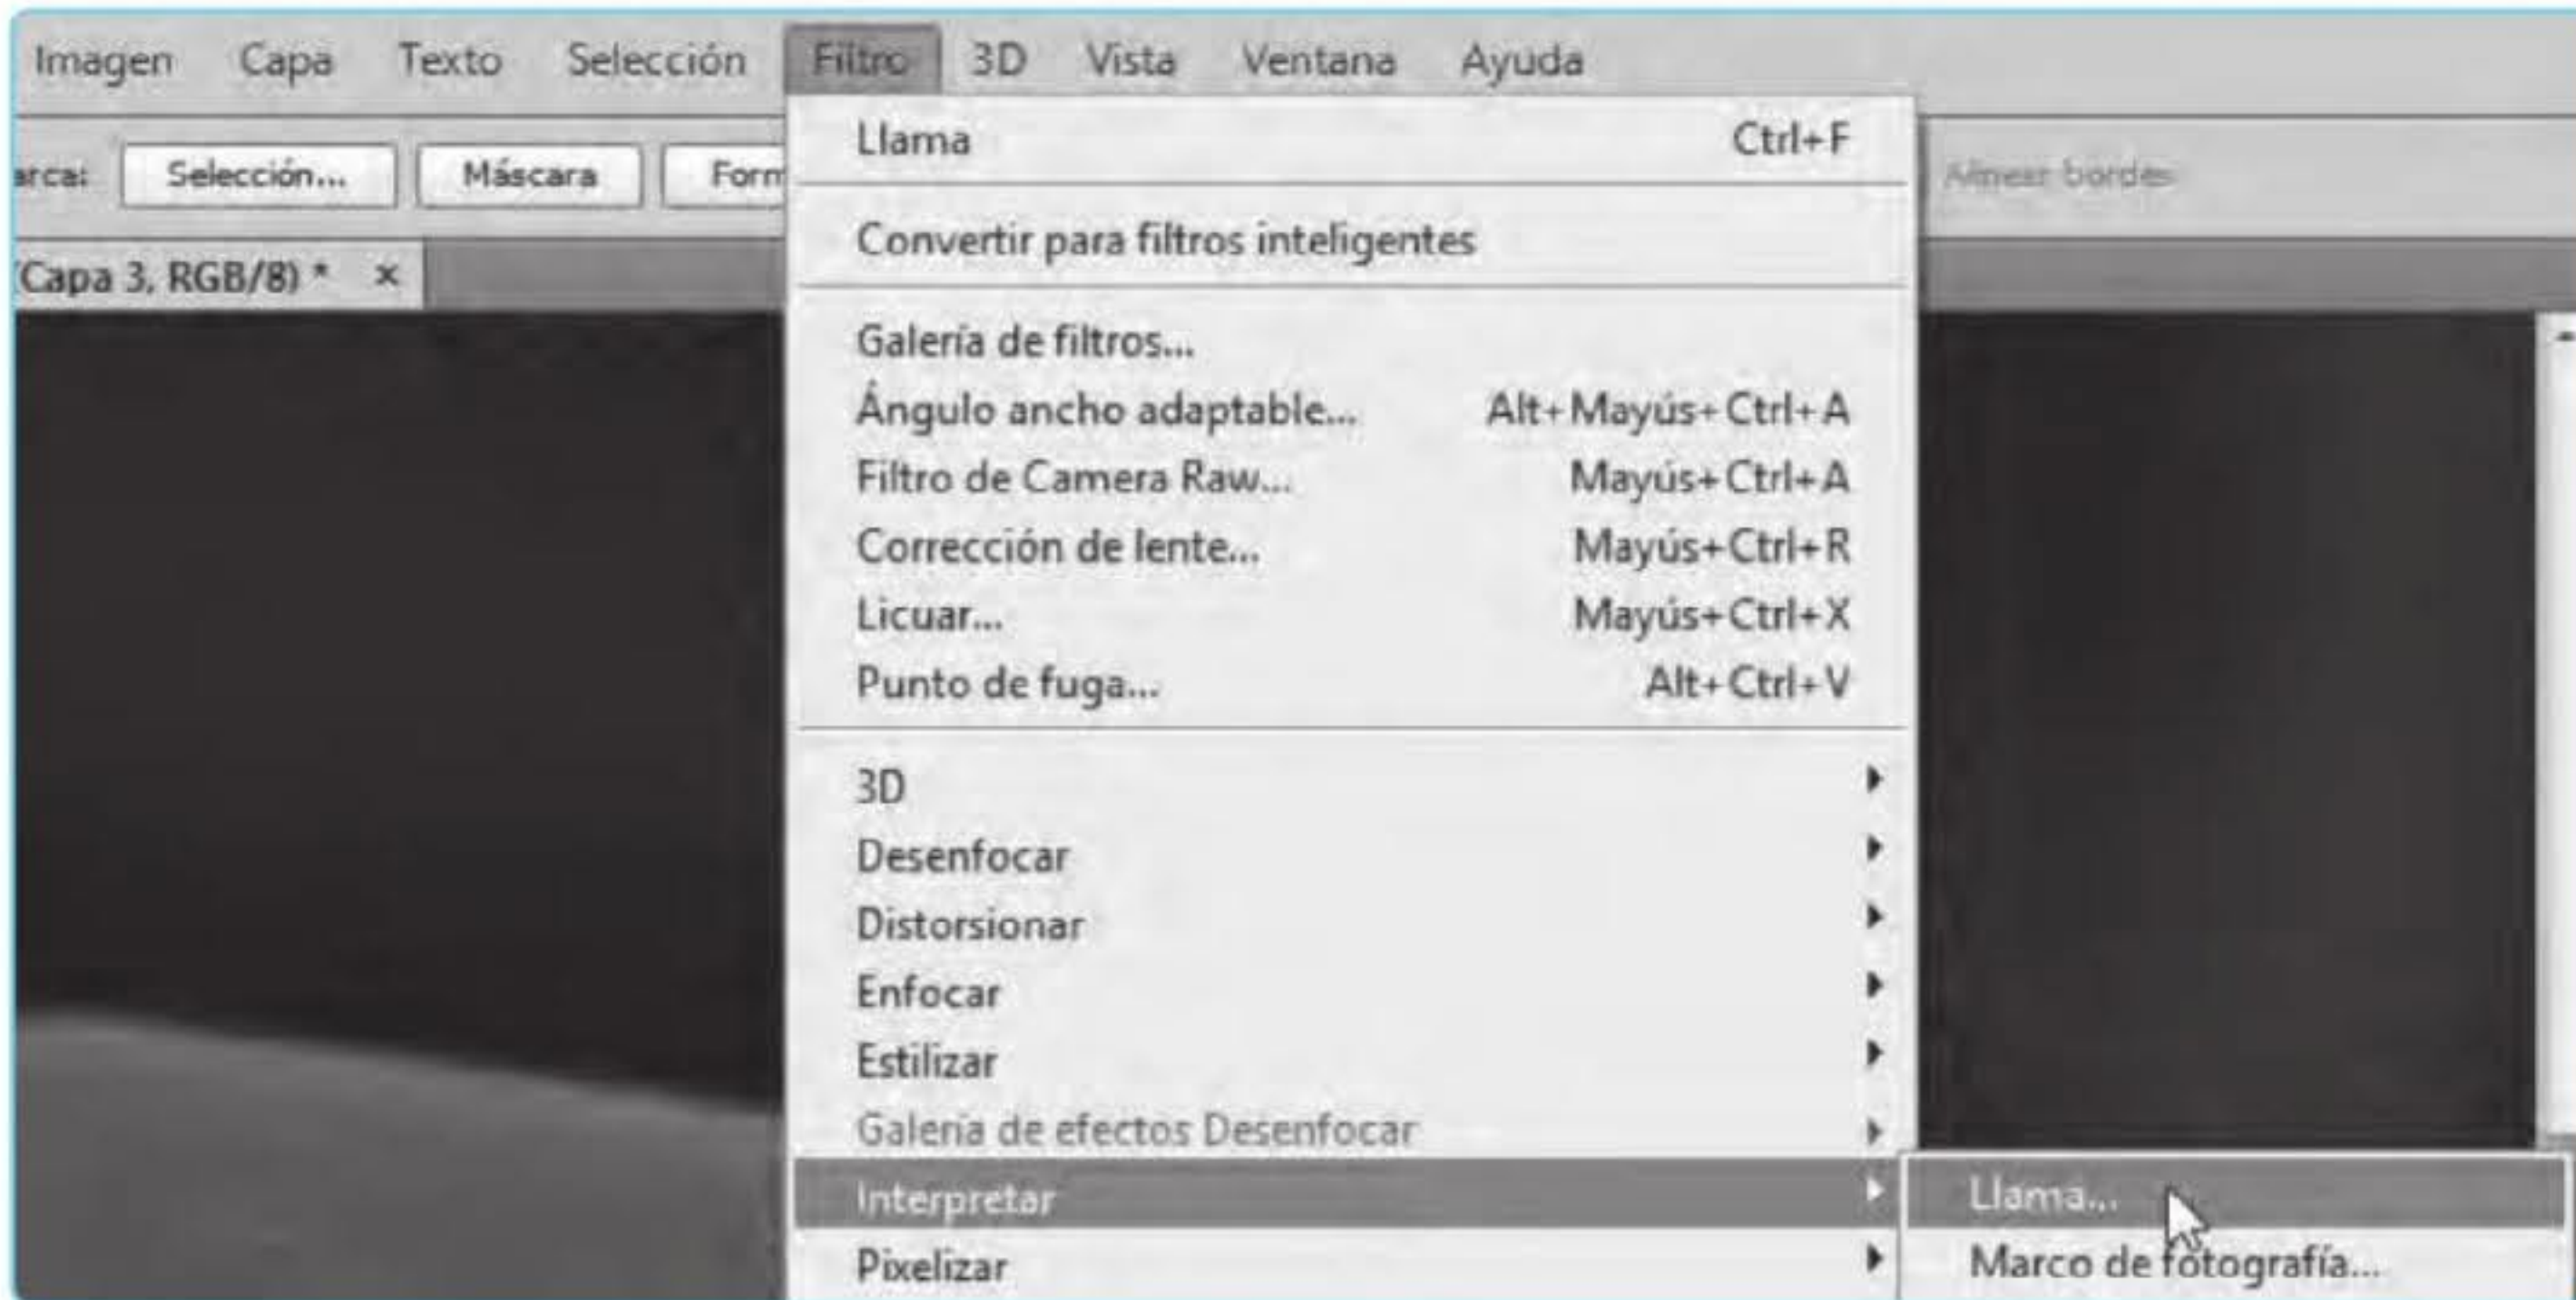 Imagen Capa Texto Selección Filtro 3D Vista Ventana Ayuda
Selección... Máscara
(Capa 3, RGB/8) * ×
Llama Ctrl+F
Convertir para filtros inteligentes
Galería de filtros...
Ángulo ancho adaptable... Alt+Mayús+Ctrl+A
Filtro de Camera Raw... Mayús+Ctrl+A
Corrección de lente... Mayús+Ctrl+R
Licuar... Mayús+Ctrl+X
Punto de fuga... Alt+Ctrl+V
3D
Desenfocar
Distorsionar
Enfocar
Estilizar
Galería de efectos Desenfocar
Interpretar
Llama...
Pixelizar
Marco de fotografía...